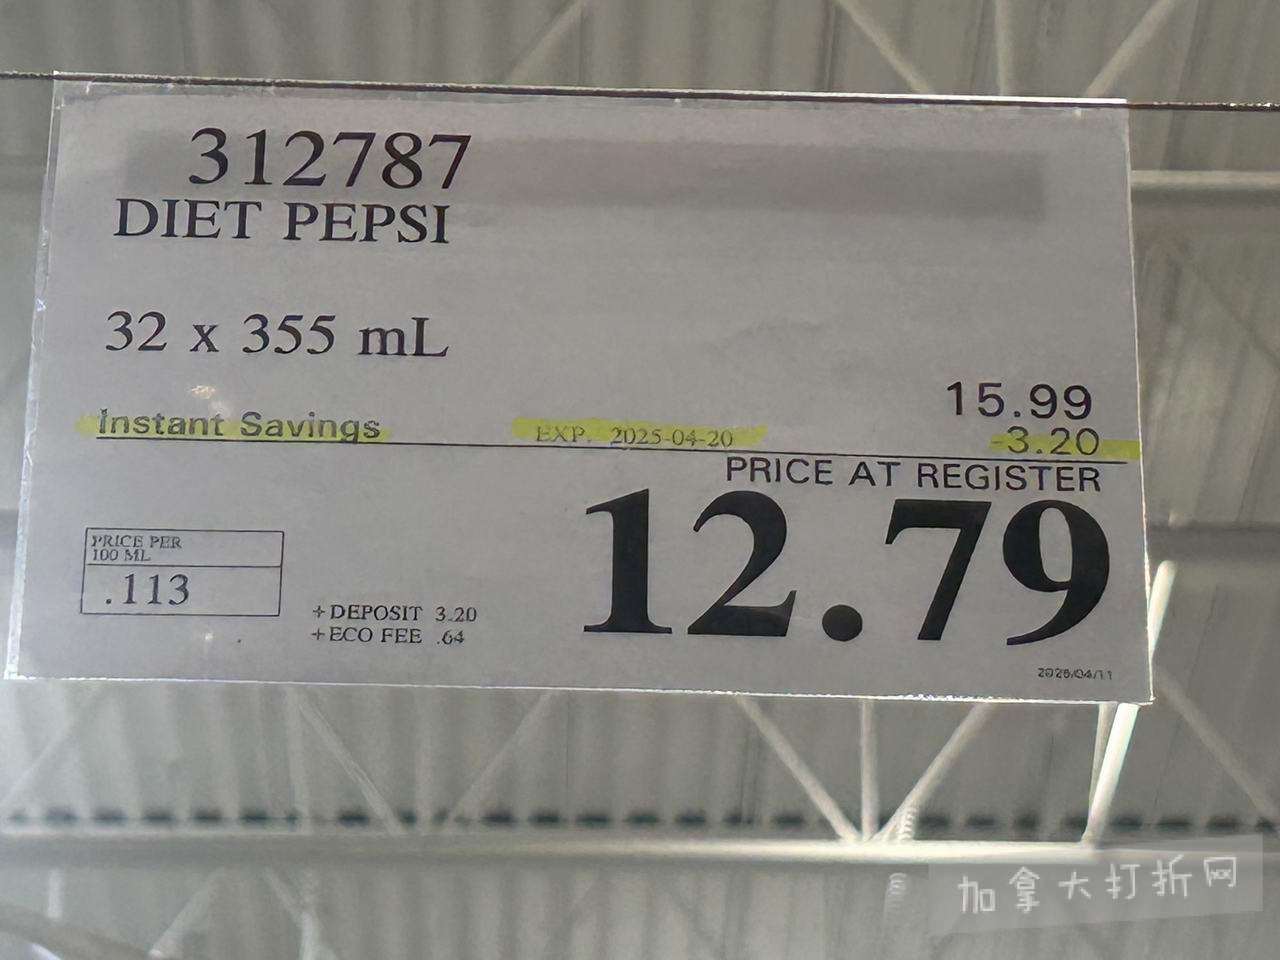 312787
DIET PEPSI
32 x 355 mL
15.99
Instant Savings EXP. 2025-04-20 -3.20
PRICE AT REGISTER
12.79
PRICE PER
100 ML
.113
+DEPOSIT 3.20
+ECO FEE .64
2025/04/11
加拿大打折网